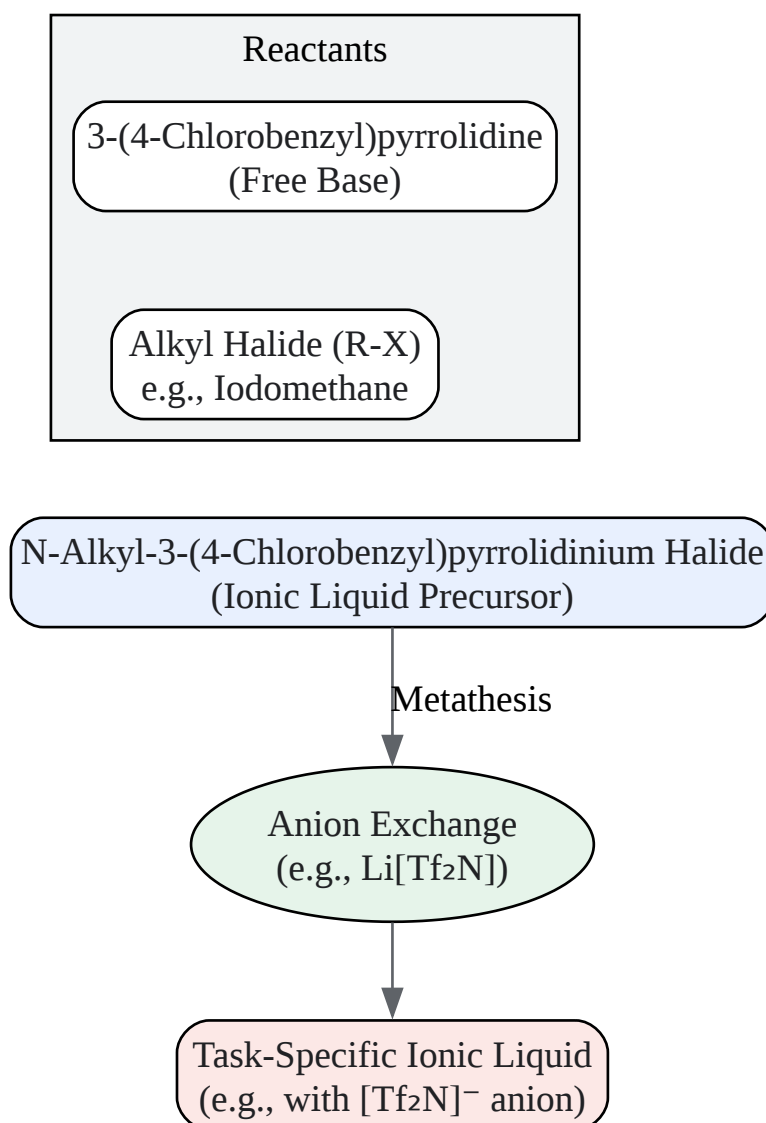 Reactants
3-(4-Chlorobenzyl)pyrrolidine
(Free Base)
Alkyl Halide (R-X)
e.g., Iodomethane
N-Alkyl-3-(4-Chlorobenzyl)pyrrolidinium Halide
(Ionic Liquid Precursor)
Metathesis
Anion Exchange
(e.g., Li[Tf₂N])
Task-Specific Ionic Liquid
(e.g., with [Tf₂N]⁻ anion)